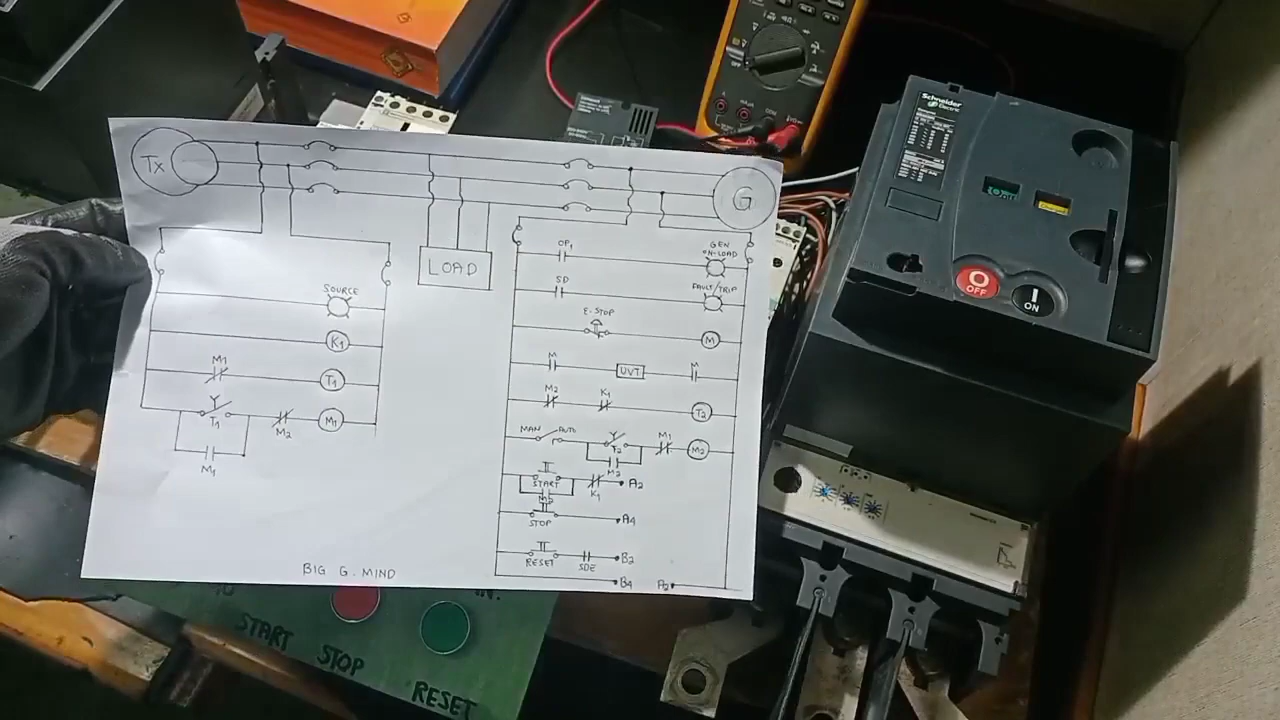 Tx
G
LOAD
SOURCE
K1
M1
T1
T1
M2
M1
M1
OP1
GEN
ON-LOAD
SD
FAULT/TRIP
E-STOP
M
M
UVT
M
M2
K1
T2
MAN
AUTO
T2
M1
M2
M2
START
K1
A2
STOP
A4
RESET
SDE
B2
B4
BIG G. MIND
START
STOP
RESET
Schneider
Electric
OFF
ON